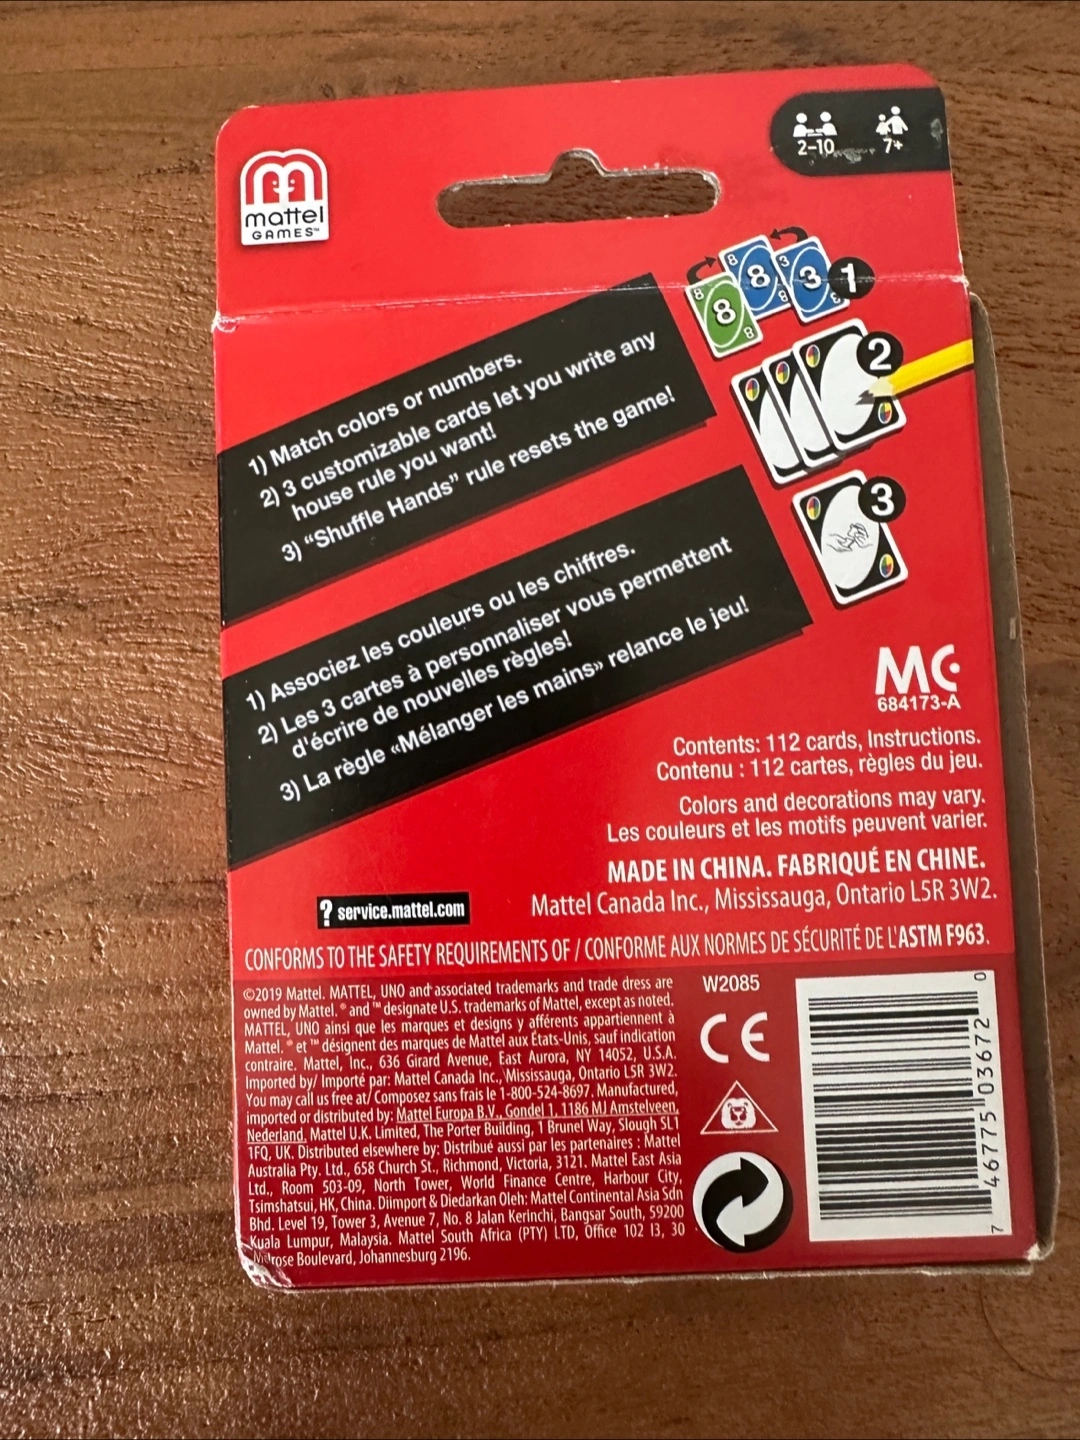 mattel
GAMES™
2-10
7+
8
8
8
8
8
8
3
3
3
1
2
3
1) Match colors or numbers.
2) 3 customizable cards let you write any
house rule you want!
3) “Shuffle Hands” rule resets the game!
1) Associez les couleurs ou les chiffres.
2) Les 3 cartes à personnaliser vous permettent
d'écrire de nouvelles règles!
3) La règle «Mélanger les mains» relance le jeu!
MC
684173-A
Contents: 112 cards, Instructions.
Contenu : 112 cartes, règles du jeu.
Colors and decorations may vary.
Les couleurs et les motifs peuvent varier.
MADE IN CHINA. FABRIQUÉ EN CHINE.
Mattel Canada Inc., Mississauga, Ontario L5R 3W2.
? service.mattel.com
CONFORMS TO THE SAFETY REQUIREMENTS OF / CONFORME AUX NORMES DE SÉCURITÉ DE L'ASTM F963.
©2019 Mattel. MATTEL, UNO and associated trademarks and trade dress are
owned by Mattel. ® and ™ designate U.S. trademarks of Mattel, except as noted.
MATTEL, UNO ainsi que les marques et designs y afférents appartiennent à
Mattel. ® et ™ désignent des marques de Mattel aux États-Unis, sauf indication
contraire. Mattel, Inc., 636 Girard Avenue, East Aurora, NY 14052, U.S.A.
Imported by/ Importé par: Mattel Canada Inc., Mississauga, Ontario L5R 3W2.
You may call us free at/ Composez sans frais le 1-800-524-8697. Manufactured,
imported or distributed by: Mattel Europa B.V., Gondel 1, 1186 MJ Amstelveen,
Nederland. Mattel U.K. Limited, The Porter Building, 1 Brunel Way, Slough SL1
1FQ, UK. Distributed elsewhere by: Distribué aussi par les partenaires : Mattel
Australia Pty. Ltd., 658 Church St., Richmond, Victoria, 3121. Mattel East Asia
Ltd., Room 503-09, North Tower, World Finance Centre, Harbour City,
Tsimshatsui, HK, China. Diimport & Diedarkan Oleh: Mattel Continental Asia Sdn
Bhd. Level 19, Tower 3, Avenue 7, No. 8 Jalan Kerinchi, Bangsar South, 59200
Kuala Lumpur, Malaysia. Mattel South Africa (PTY) LTD, Office 102 I3, 30
Melrose Boulevard, Johannesburg 2196.
W2085
CE
7 46775 03672 0